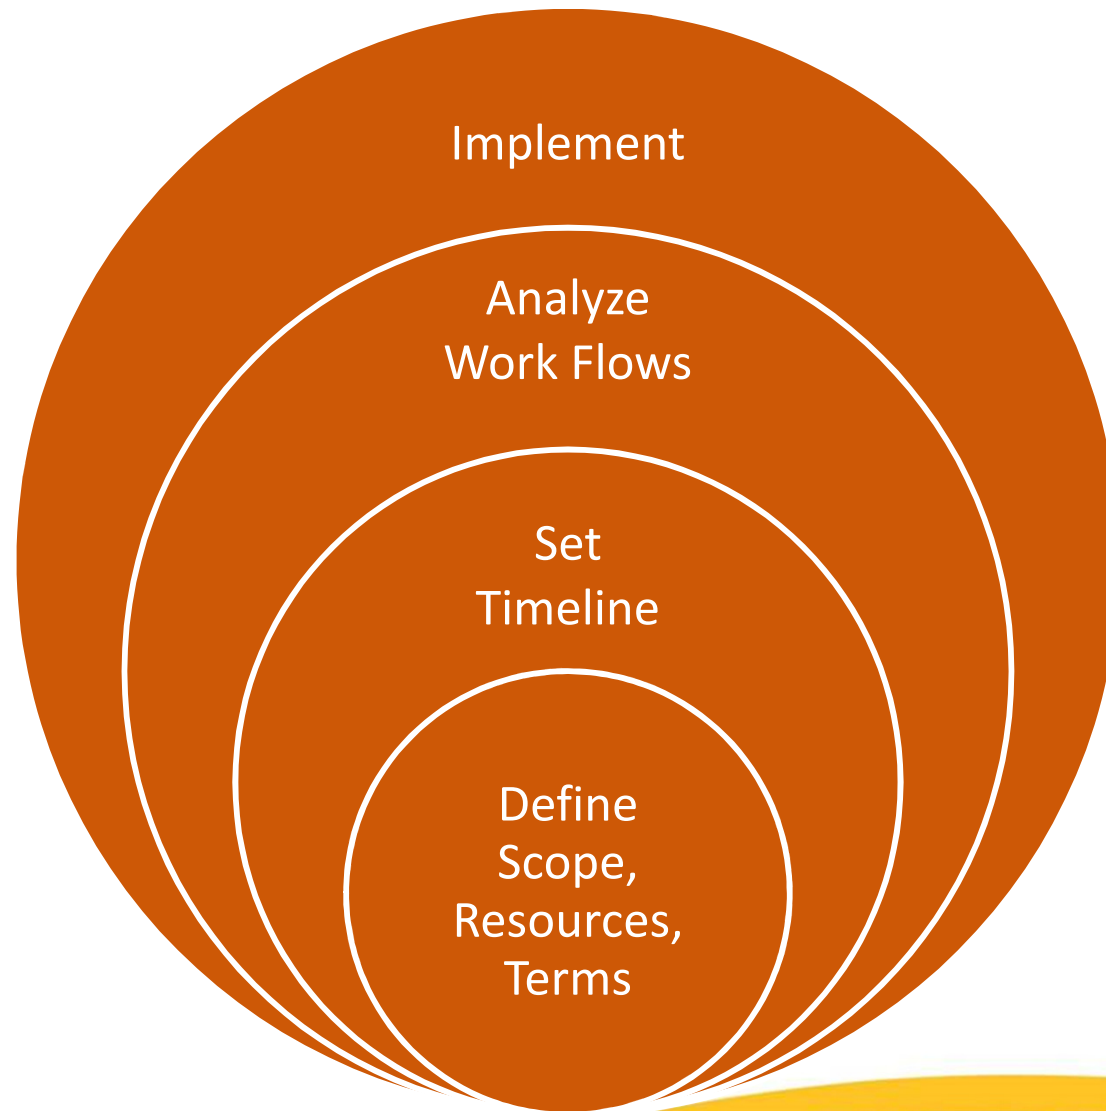 Implement
Analyze
Work Flows
Set
Timeline
Define
Scope,
Resources,
Terms